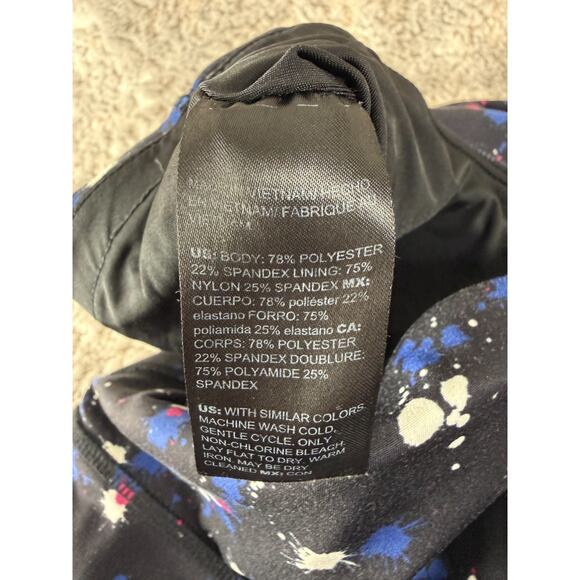 MADE IN VIETNAM/ HECHO
EN VIETNAM/ FABRIQUE AU
VIETNAM
US: BODY: 78% POLYESTER
22% SPANDEX LINING: 75%
NYLON 25% SPANDEX MX:
CUERPO: 78% poliéster 22%
elastano FORRO: 75%
poliamida 25% elastano CA:
CORPS: 78% POLYESTER
22% SPANDEX DOUBLURE:
75% POLYAMIDE 25%
SPANDEX
US: WITH SIMILAR COLORS.
MACHINE WASH COLD.
GENTLE CYCLE. ONLY
NON-CHLORINE BLEACH.
LAY FLAT TO DRY. WARM
IRON. MAY BE DRY
CLEANED MX: CON